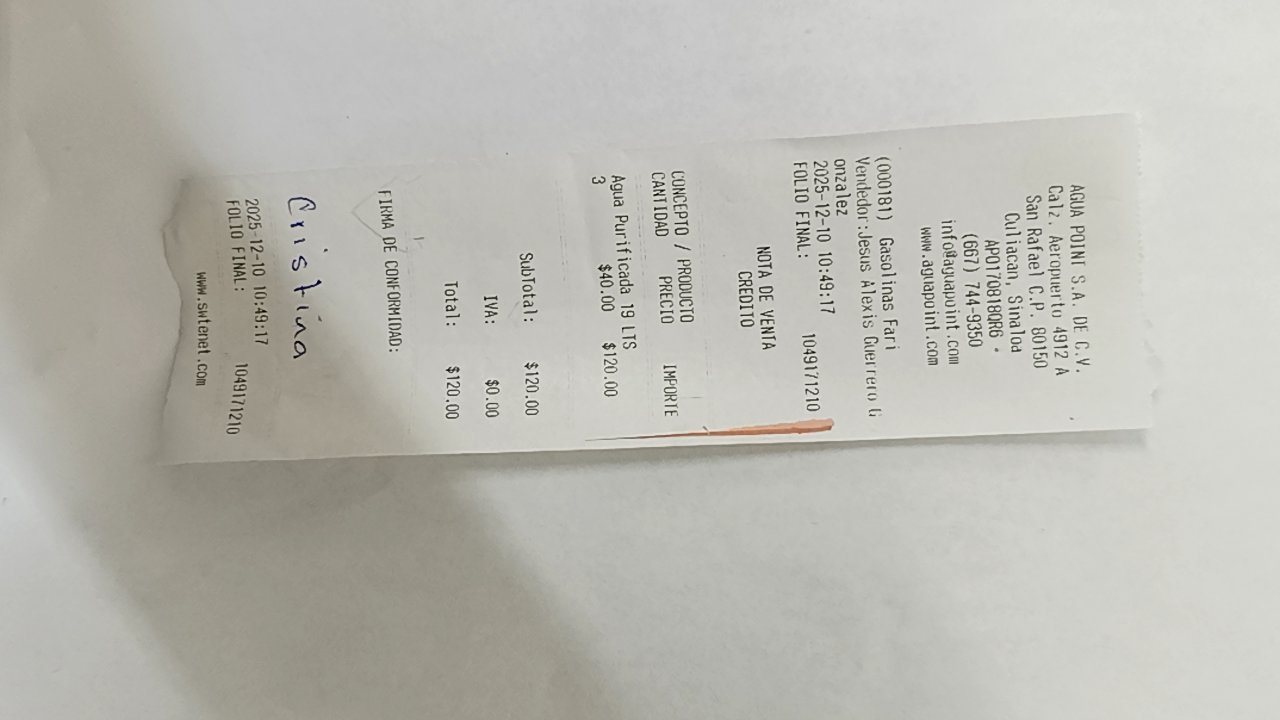 AGUA POINT S.A. DE C.V.
Calz. Aeropuerto 4912 A
San Rafael C.P. 80150
Culiacan, Sinaloa
APO170818QR6
(667) 744-9350
info@aguapoint.com
www.aguapoint.com
(000181) Gasolinas Fari
Vendedor:Jesus Alexis Guerrero G
onzalez
2025-12-10 10:49:17
FOLIO FINAL: 1049171210
NOTA DE VENTA
CREDITO
CONCEPTO / PRODUCTO
CANTIDAD PRECIO IMPORTE
Agua Purificada 19 LTS
3 $40.00 $120.00
SubTotal: $120.00
IVA: $0.00
Total: $120.00
FIRMA DE CONFORMIDAD:
Cristina
2025-12-10 10:49:17
FOLIO FINAL: 1049171210
www.swtenet.com